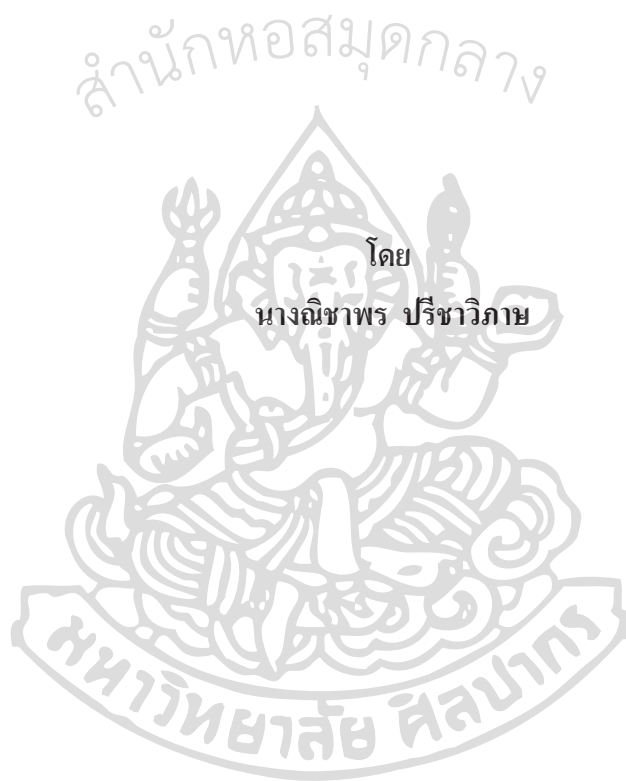 สำนักหอสมุดกลาง
โดย
นางณิชาพร ปรีชาวิภาษ
มหาวิทยาลัย ศิลปากร